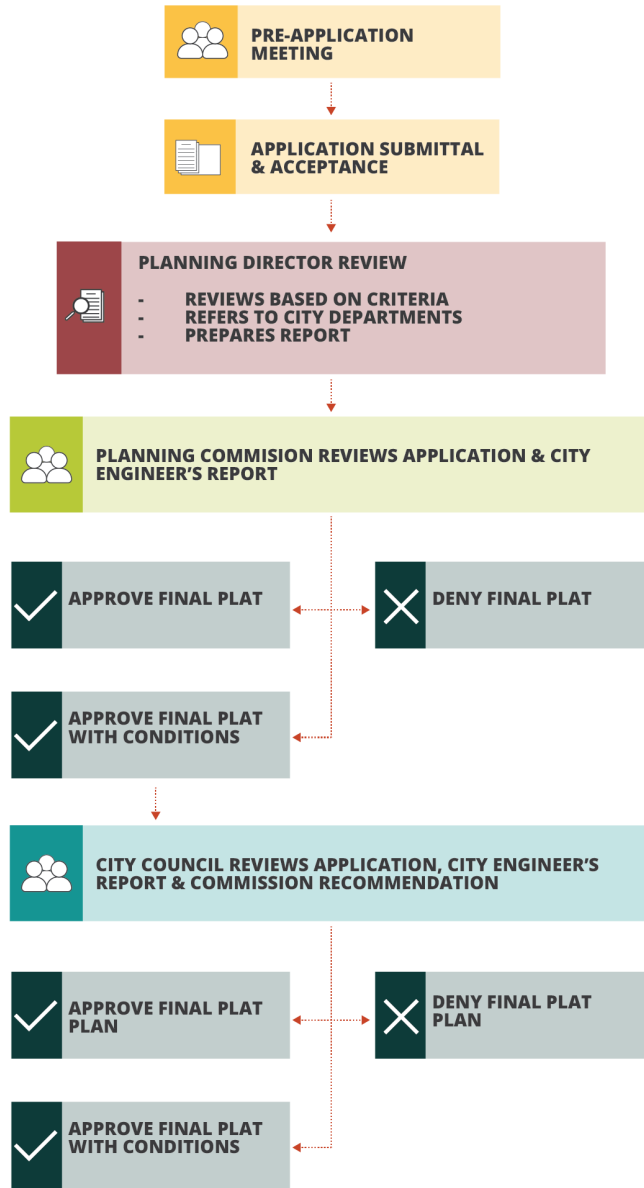 PRE-APPLICATION
MEETING
APPLICATION SUBMITTAL
& ACCEPTANCE
PLANNING DIRECTOR REVIEW
- REVIEWS BASED ON CRITERIA
- REFERS TO CITY DEPARTMENTS
- PREPARES REPORT
PLANNING COMMISION REVIEWS APPLICATION & CITY
ENGINEER'S REPORT
APPROVE FINAL PLAT
DENY FINAL PLAT
APPROVE FINAL PLAT
WITH CONDITIONS
CITY COUNCIL REVIEWS APPLICATION, CITY ENGINEER'S
REPORT & COMMISSION RECOMMENDATION
APPROVE FINAL PLAT
PLAN
DENY FINAL PLAT
PLAN
APPROVE FINAL PLAT
WITH CONDITIONS